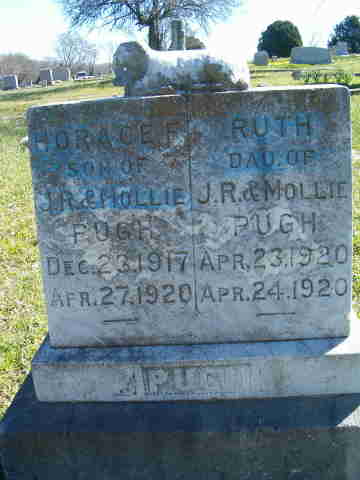 HORACE F.
SON OF
J.R. & MOLLIE
PUGH
DEC. 23, 1917
APR. 27, 1920
RUTH
DAU. OF
J.R. & MOLLIE
PUGH
APR. 23, 1920
APR. 24, 1920
PUGH